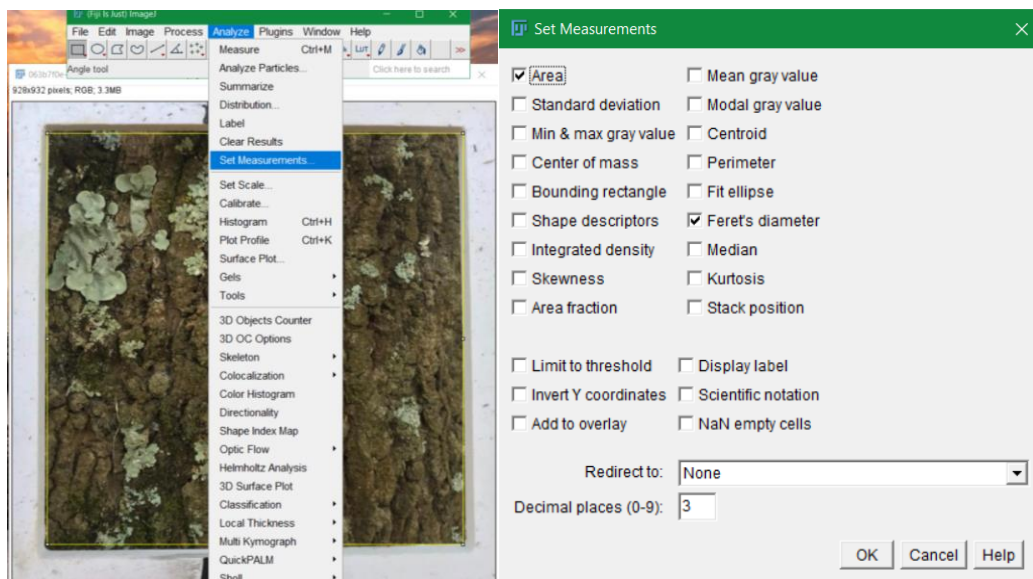 (Fiji Is Just) ImageJ
File Edit Image Process Analyze Plugins Window Help
LUT
Angle tool
Click here to search
928x932 pixels; RGB; 3.3MB
Measure Ctrl+M
Analyze Particles...
Summarize
Distribution...
Label
Clear Results
Set Measurements...
Set Scale...
Calibrate...
Histogram Ctrl+H
Plot Profile Ctrl+K
Surface Plot...
Gels
Tools
3D Objects Counter
3D OC Options
Skeleton
Colocalization
Color Histogram
Directionality
Shape Index Map
Optic Flow
Helmholtz Analysis
3D Surface Plot
Classification
Local Thickness
Multi Kymograph
QuickPALM
Shell
Set Measurements
Area Mean gray value
Standard deviation Modal gray value
Min & max gray value Centroid
Center of mass Perimeter
Bounding rectangle Fit ellipse
Shape descriptors Feret's diameter
Integrated density Median
Skewness Kurtosis
Area fraction Stack position
Limit to threshold Display label
Invert Y coordinates Scientific notation
Add to overlay NaN empty cells
Redirect to: None
Decimal places (0-9): 3
OK Cancel Help